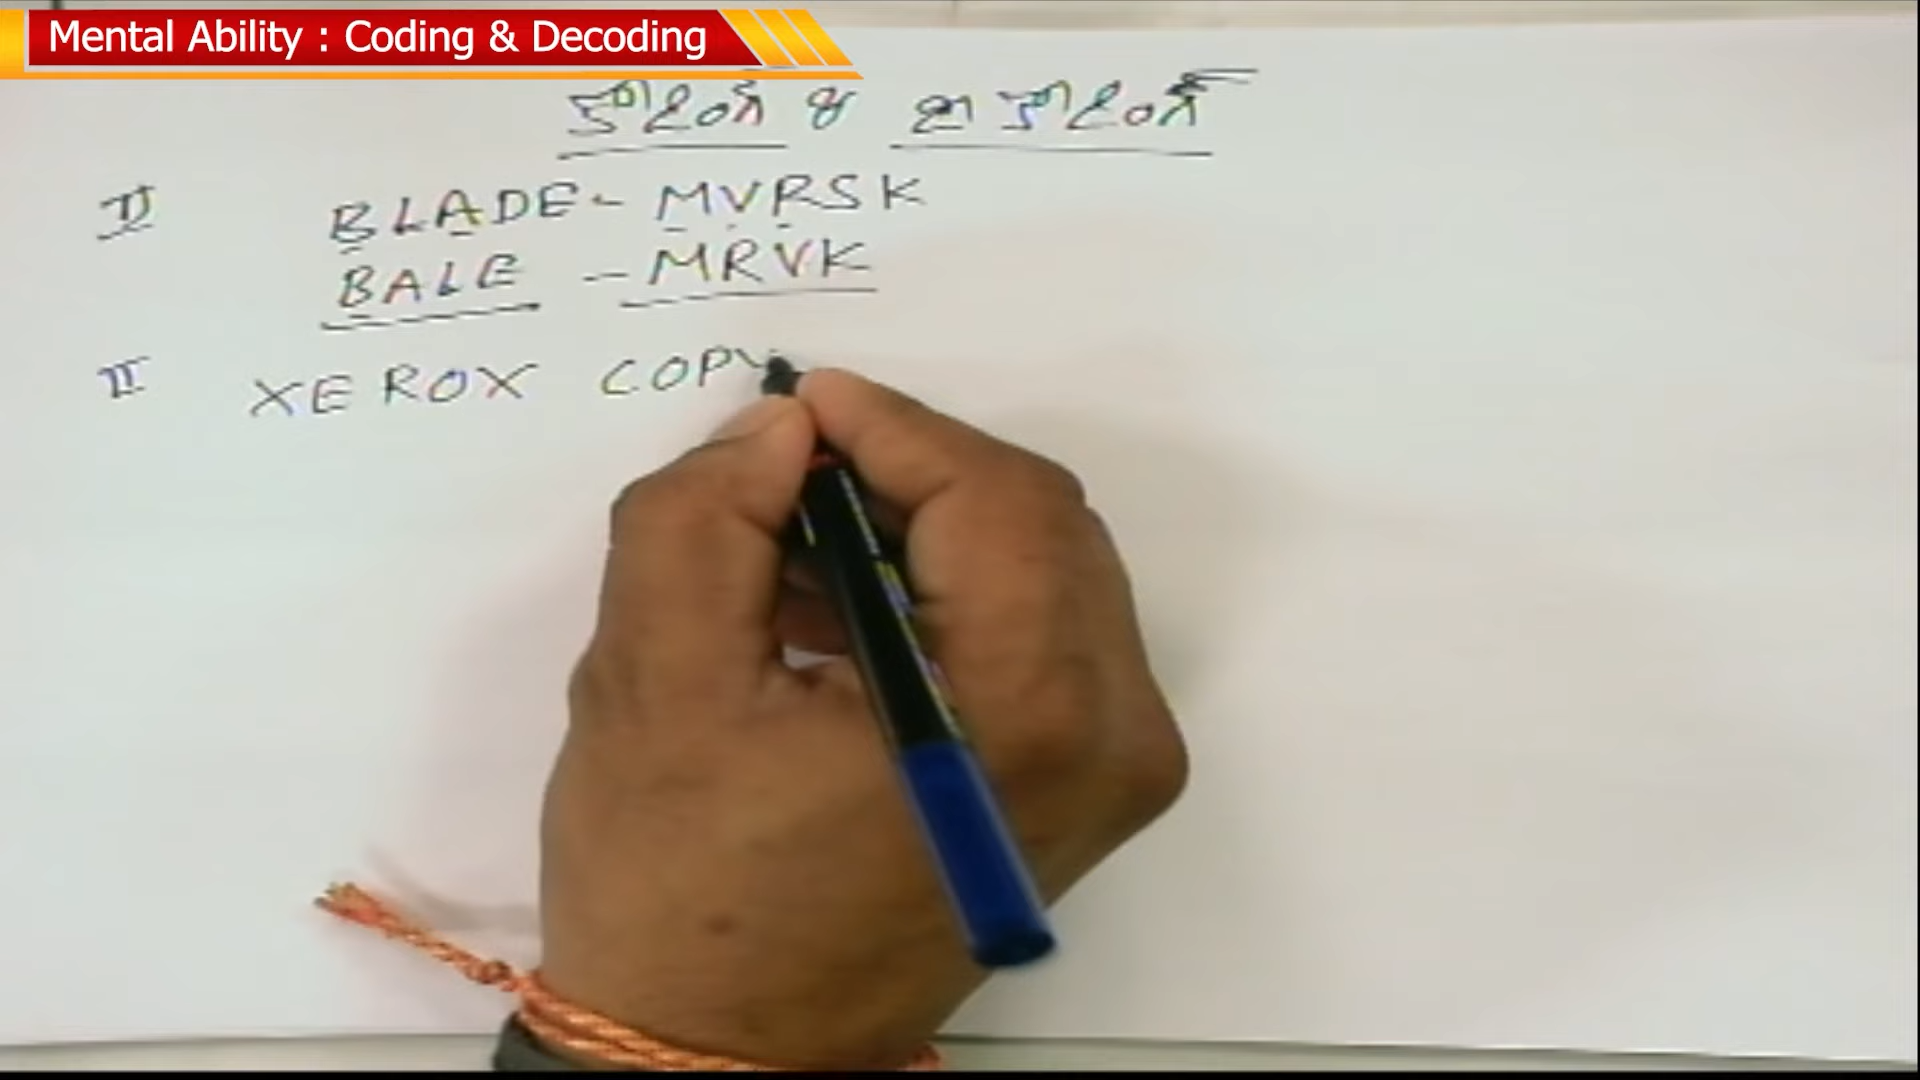 Mental Ability : Coding & Decoding
ಕೋಡಿಂಗ್ & ಡಿಕೋಡಿಂಗ್
I BLADE - MVRSK
BALE - MRVK
II XEROX COPY